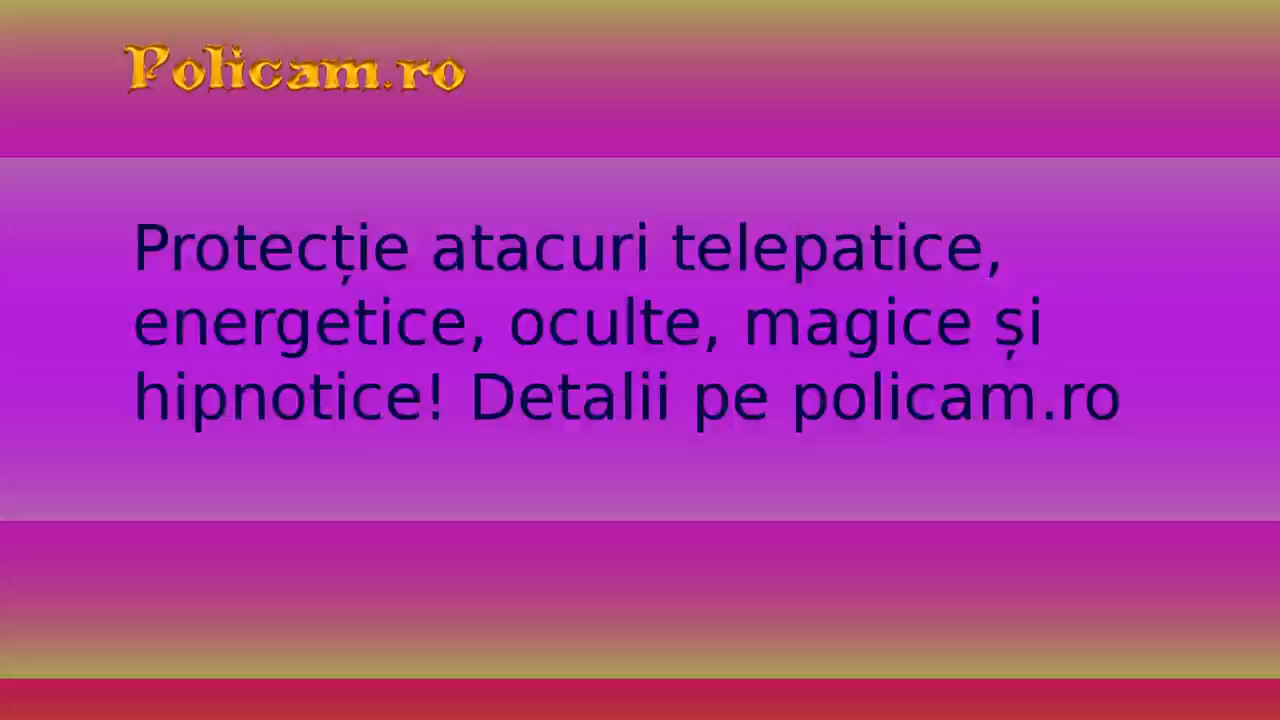 Policam.ro
Protecție atacuri telepatice,
energetice, oculte, magice și
hipnotice! Detalii pe policam.ro